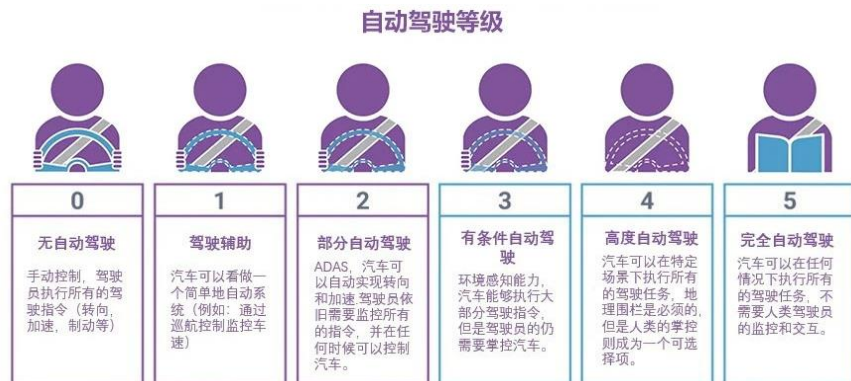 自动驾驶等级
0
无自动驾驶
手动控制，驾驶
员执行所有的驾
驶指令（转向，
加速，制动等）
1
驾驶辅助
汽车可以看做一
个简单地自动系
统（例如：通过
巡航控制监控车
速）
2
部分自动驾驶
ADAS，汽车可
以自动实现转向
和加速.驾驶员依
旧需要监控所有
的指令，并在任
何时候可以控制
汽车。
3
有条件自动驾
驶
环境感知能力，
汽车能够执行大
部分驾驶指令，
但是驾驶员的仍
需要掌控汽车。
4
高度自动驾驶
汽车可以在特定
场景下执行所有
的驾驶任务，地
理围栏是必须的，
但是人类的掌控
则成为一个可选
择项。
5
完全自动驾驶
汽车可以在任何
情况下执行所有
的驾驶任务，不
需要人类驾驶员
的监控和交互。